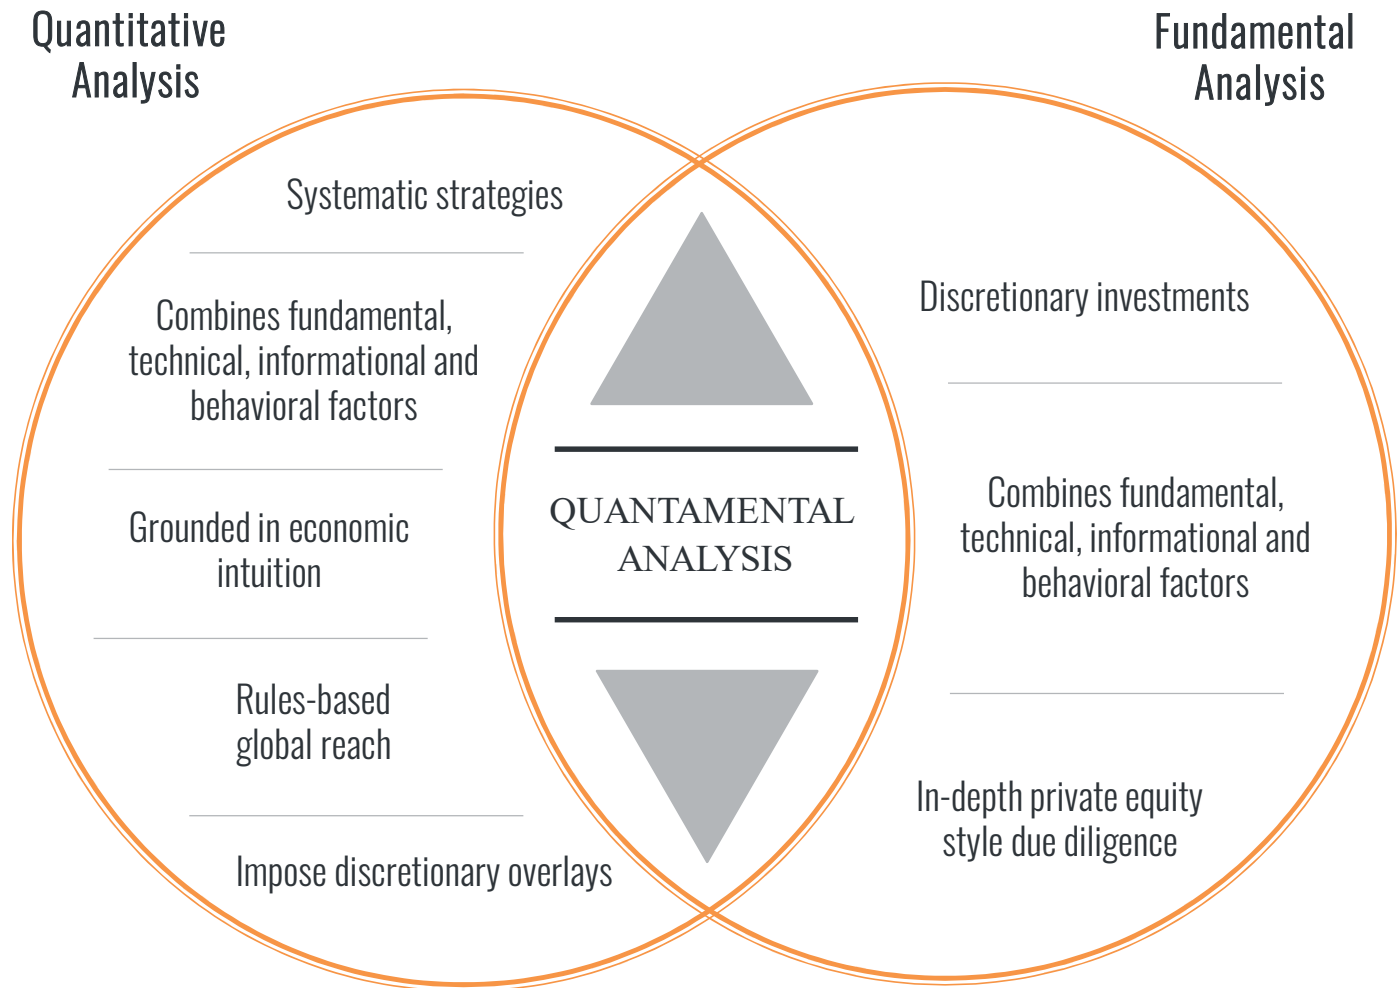 Quantitative
Analysis
Fundamental
Analysis
Systematic strategies
Combines fundamental,
technical, informational and
behavioral factors
Grounded in economic
intuition
Rules-based
global reach
Impose discretionary overlays
QUANTAMENTAL
ANALYSIS
Discretionary investments
Combines fundamental,
technical, informational and
behavioral factors
In-depth private equity
style due diligence